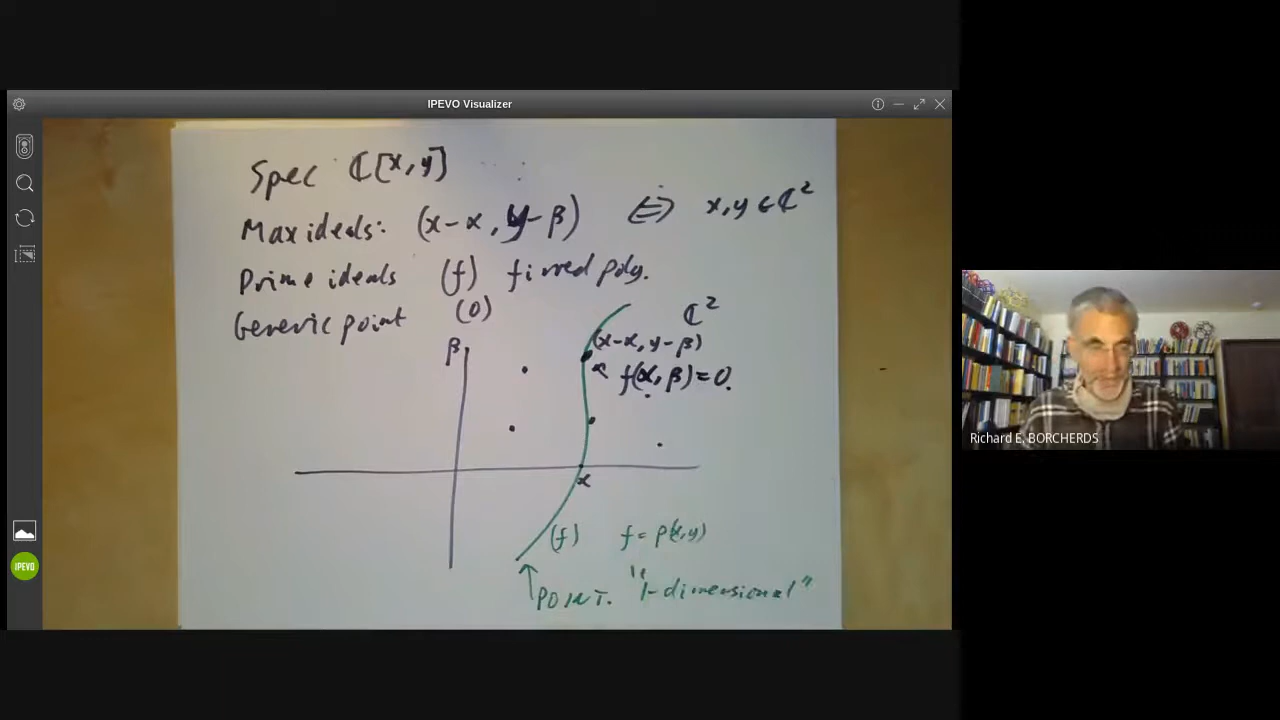 IPEVO Visualizer
Spec ℂ[x,y]
Max ideals: (x-α, y-β) ⇔ x,y ∈ ℂ²
Prime ideals (f) f irred poly.
Generic point (0)
ℂ²
β
(x-α, y-β)
f(α, β)=0.
α
(f) f = p(x,y)
POINT. "1-dimensional"
IPEVO
Richard E. BORCHERDS